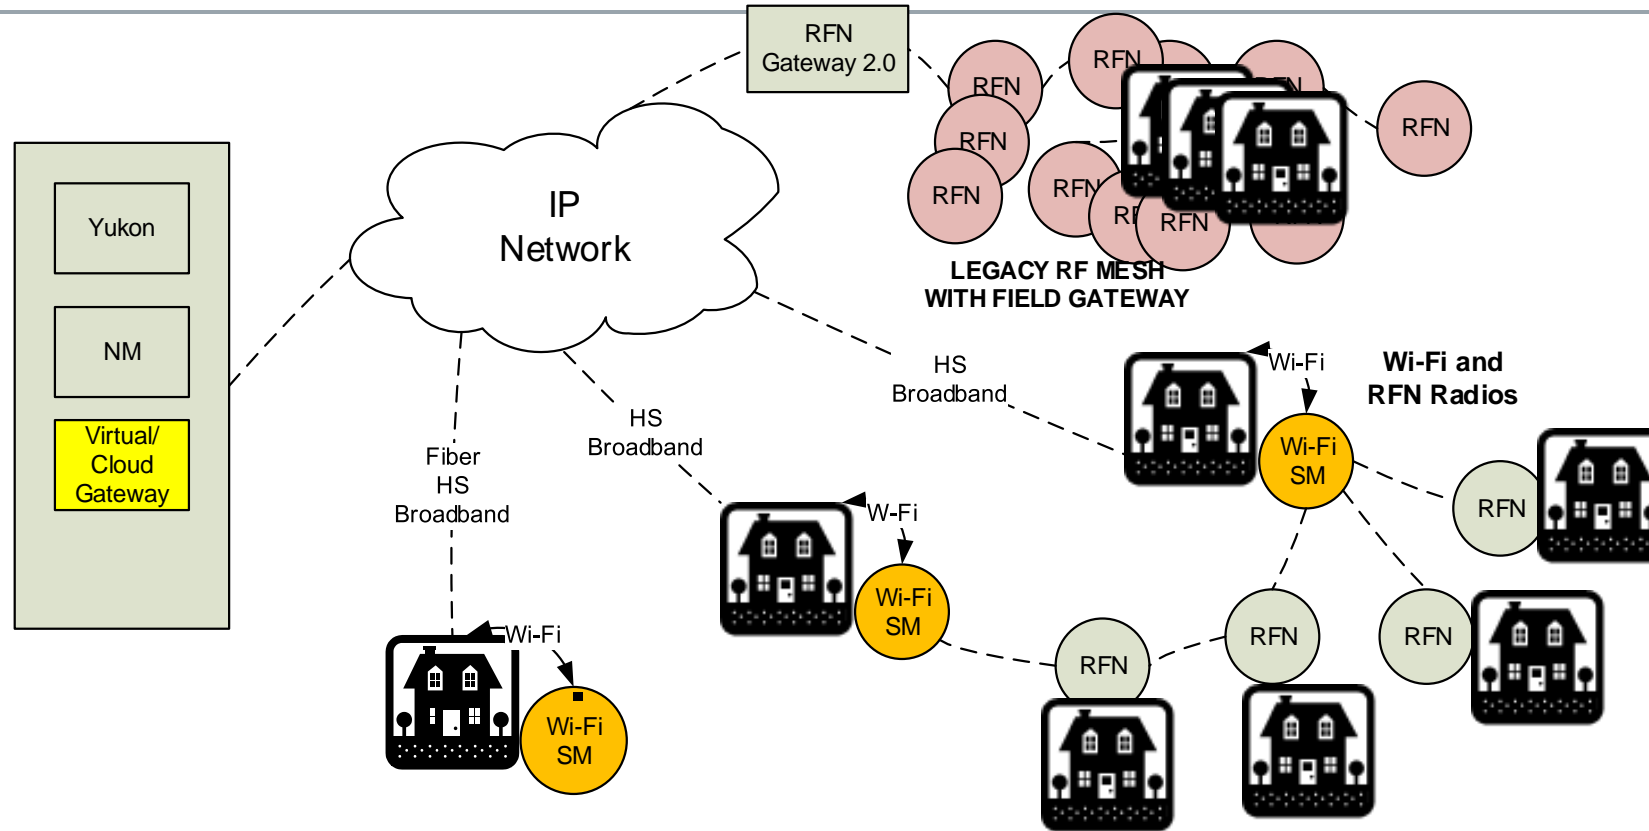 RFN
Gateway 2.0
RFN
RFN
RFN
RFN
RFN
RFN
RFN
RFN
Yukon
NM
Virtual/
Cloud
Gateway
IP
Network
LEGACY RF MESH
WITH FIELD GATEWAY
HS
Broadband
Wi-Fi
Wi-Fi and
RFN Radios
Wi-Fi
SM
RFN
HS
Broadband
Fiber
HS
Broadband
W-Fi
Wi-Fi
SM
RFN
RFN
RFN
Wi-Fi
Wi-Fi
SM